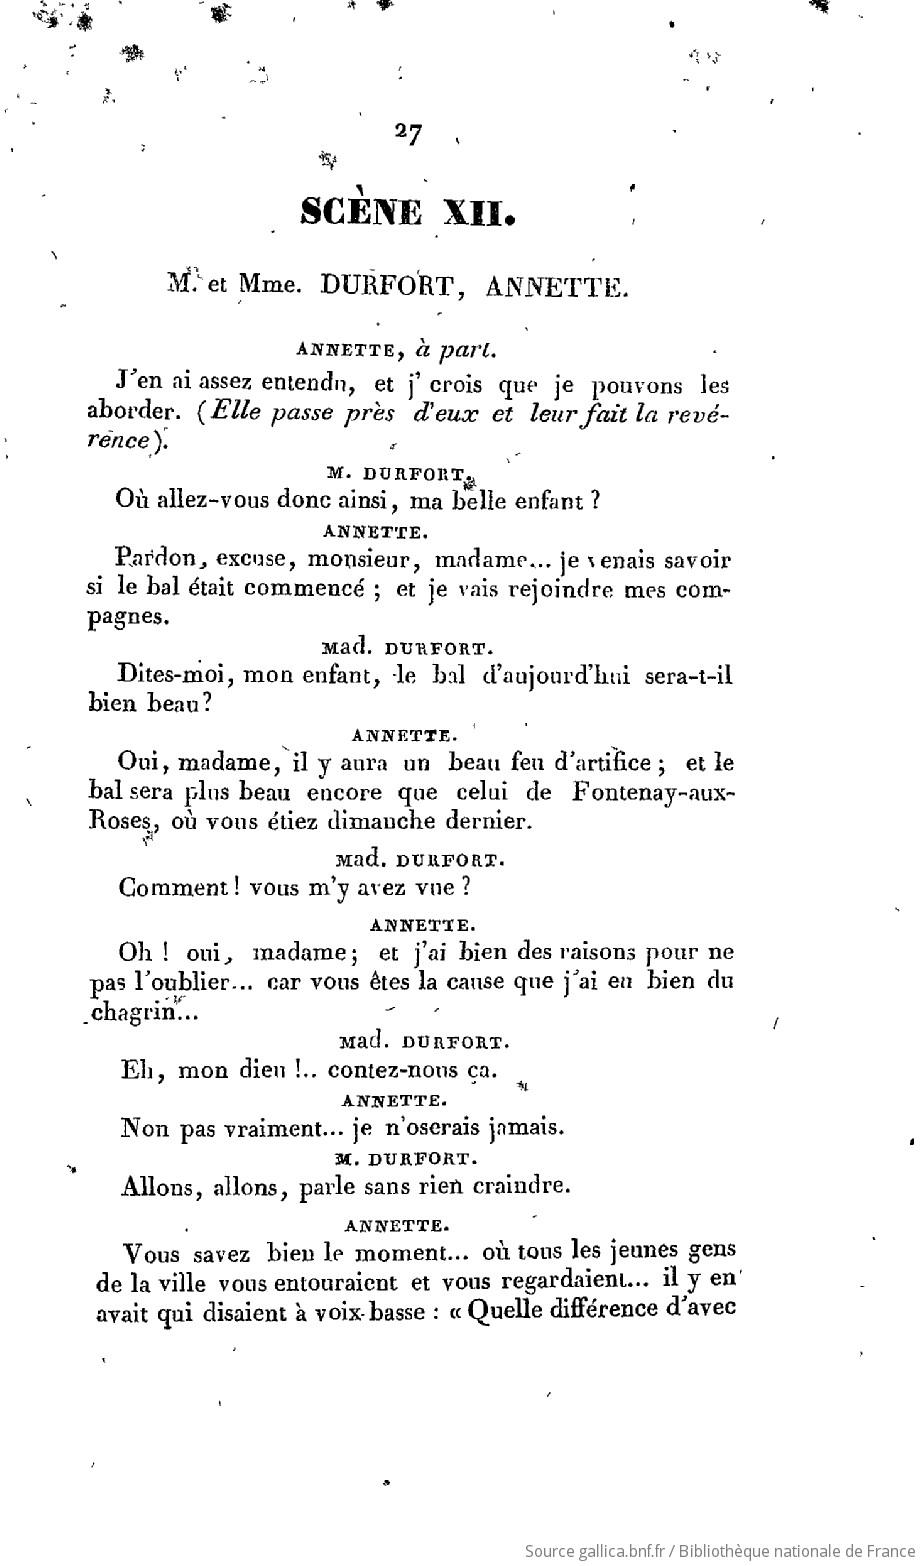 27
SCÈNE XII.
M. et Mme. DURFORT, ANNETTE.
ANNETTE, à part.
J'en ai assez entendu, et j' crois que je pouvons les
aborder. (Elle passe près d'eux et leur fait la revé-
rence).
M. DURFORT.
Où allez-vous donc ainsi, ma belle enfant ?
ANNETTE.
Pardon, excuse, monsieur, madame... je venais savoir
si le bal était commencé ; et je vais rejoindre mes com-
pagnes.
Mad. DURFORT.
Dites-moi, mon enfant, le bal d'aujourd'hui sera-t-il
bien beau ?
ANNETTE.
Oui, madame, il y aura un beau feu d'artifice ; et le
bal sera plus beau encore que celui de Fontenay-aux-
Roses, où vous étiez dimanche dernier.
Mad. DURFORT.
Comment ! vous m'y avez vue ?
ANNETTE.
Oh ! oui, madame ; et j'ai bien des raisons pour ne
pas l'oublier... car vous êtes la cause que j'ai eu bien du
chagrin...
Mad. DURFORT.
Eh, mon dieu !.. contez-nous ça.
ANNETTE.
Non pas vraiment... je n'oserais jamais.
M. DURFORT.
Allons, allons, parle sans rien craindre.
ANNETTE.
Vous savez bien le moment... où tous les jeunes gens
de la ville vous entouraient et vous regardaient... il y en
avait qui disaient à voix-basse : « Quelle différence d'avec
Source gallica.bnf.fr / Bibliothèque nationale de France